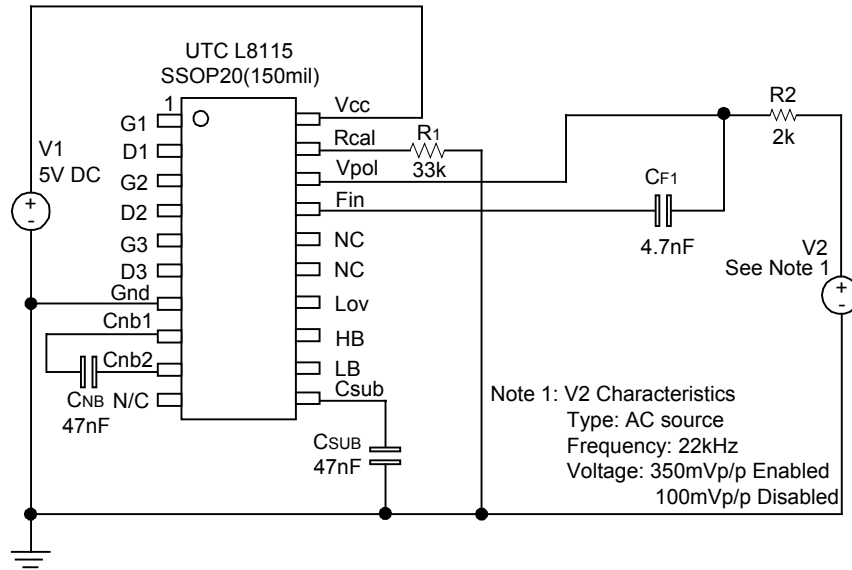 UTC L8115
SSOP20(150mil)
1
G1
D1
G2
D2
G3
D3
Gnd
Cnb1
Cnb2
N/C
Vcc
Rcal
Vpol
Fin
NC
NC
Lov
HB
LB
Csub
V1
5V DC
+
-
R1
33k
R2
2k
CF1
4.7nF
V2
See Note 1
+
-
CNB
47nF
CSUB
47nF
Note 1: V2 Characteristics
Type: AC source
Frequency: 22kHz
Voltage: 350mVp/p Enabled
100mVp/p Disabled